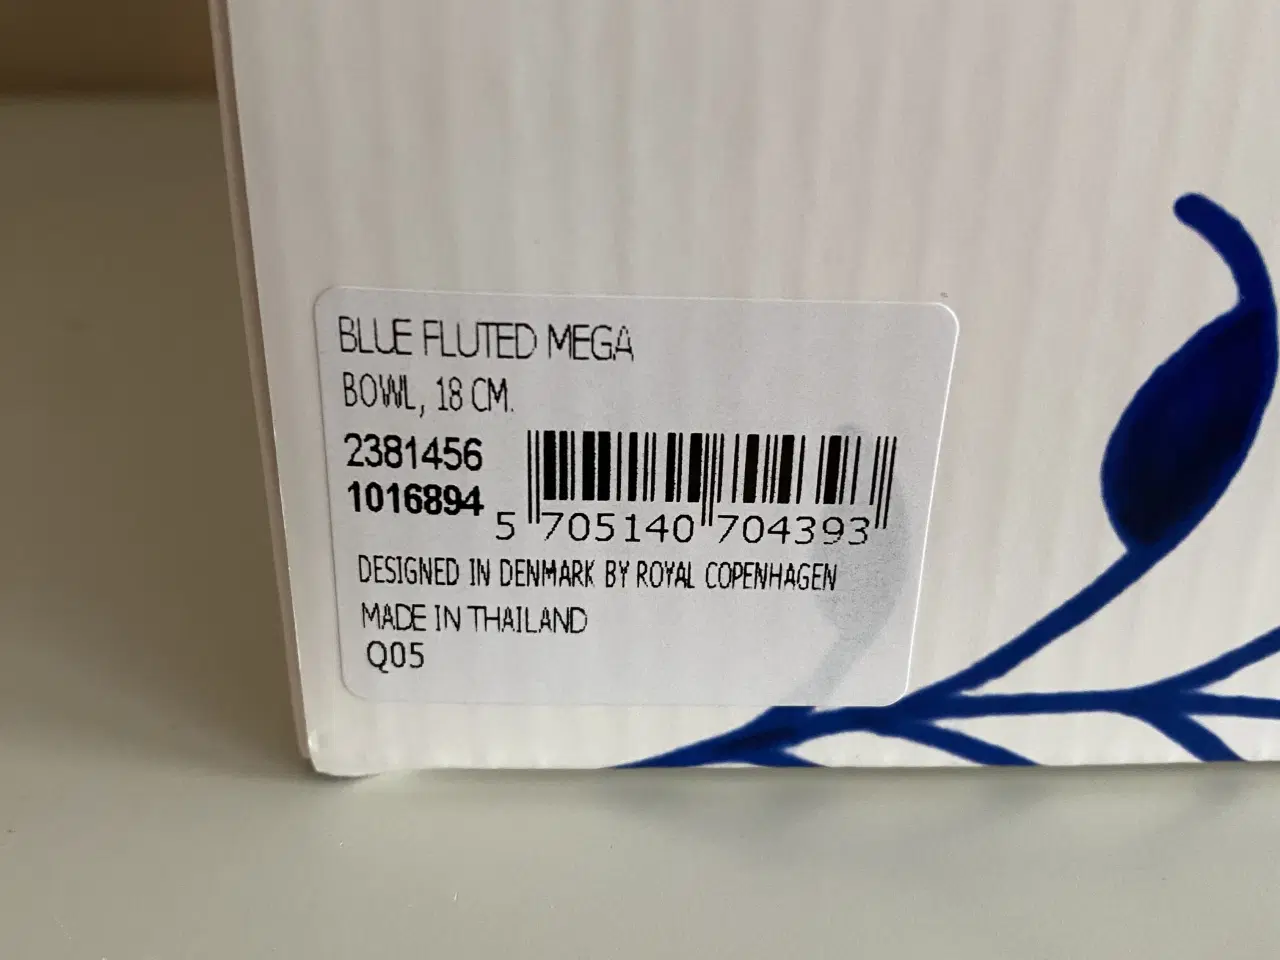 BLUE FLUTED MEGA
BOWL, 18 CM.
2381456
1016894
5 705140 704393
DESIGNED IN DENMARK BY ROYAL COPENHAGEN
MADE IN THAILAND
Q05